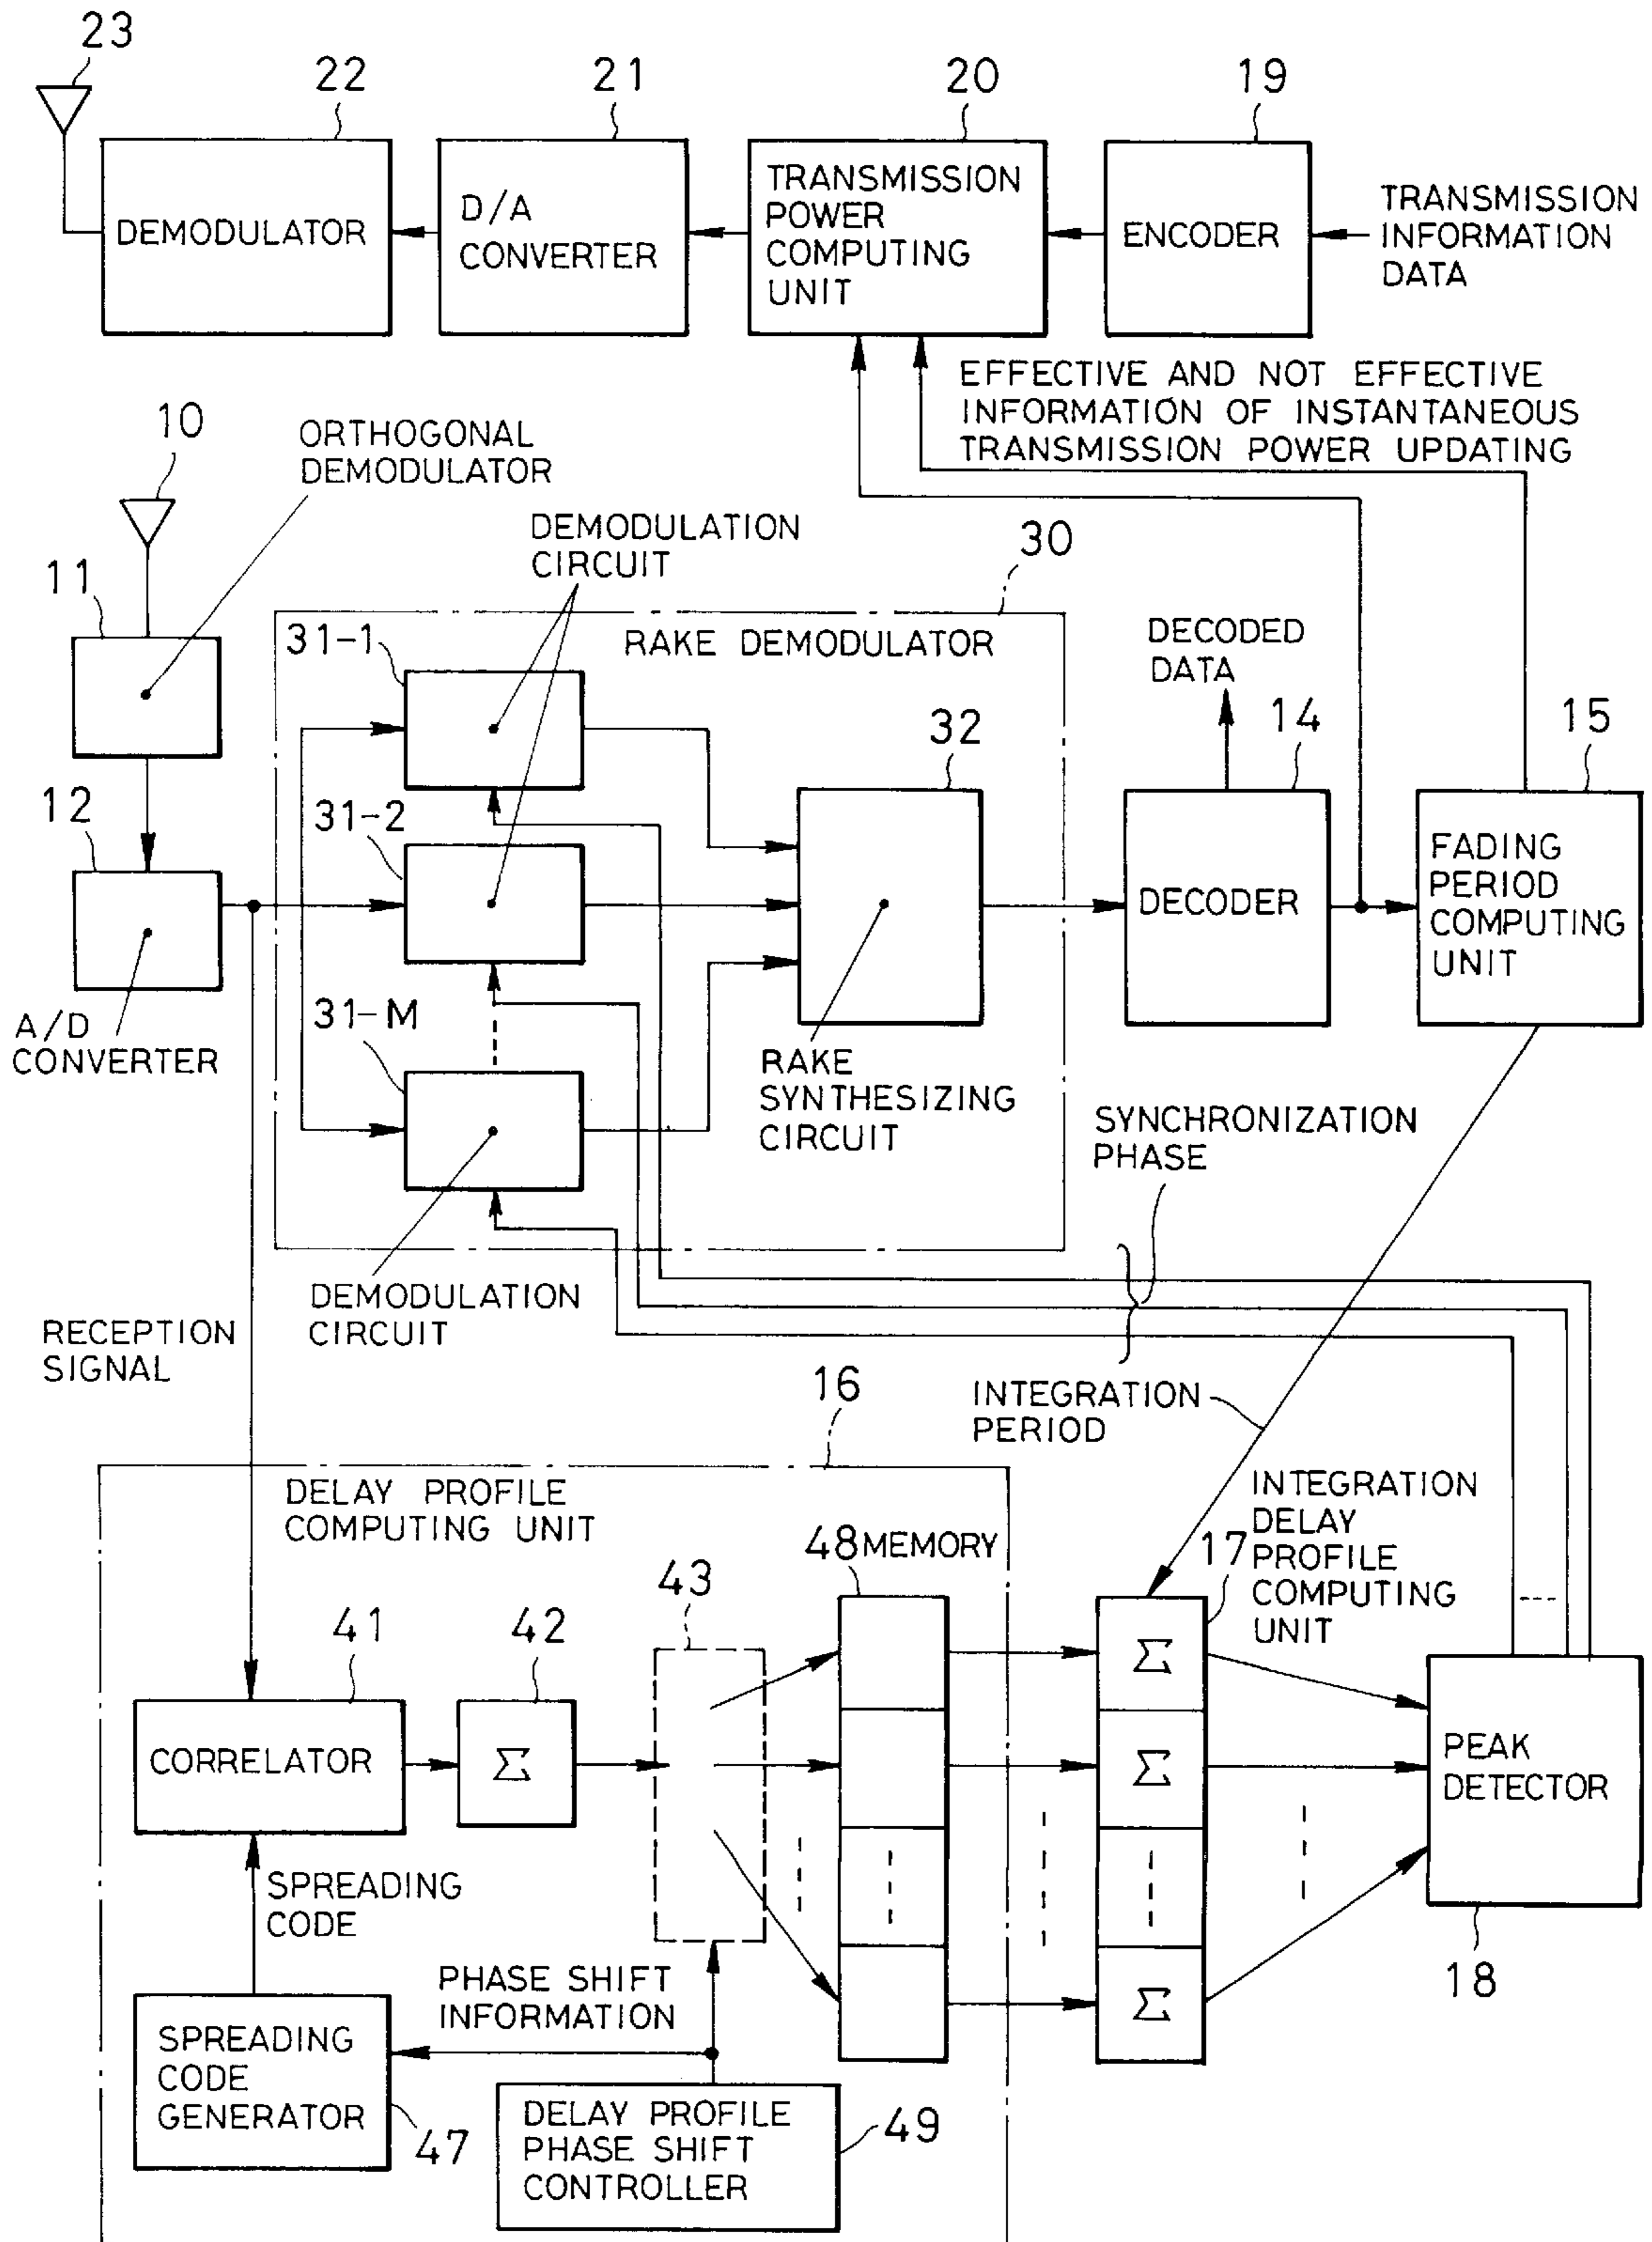 23
22
21
20
19
DEMODULATOR
D/A
CONVERTER
TRANSMISSION
POWER
COMPUTING
UNIT
ENCODER
TRANSMISSION
INFORMATION
DATA
EFFECTIVE AND NOT EFFECTIVE
INFORMATION OF INSTANTANEOUS
TRANSMISSION POWER UPDATING
10
ORTHOGONAL
DEMODULATOR
DEMODULATION
CIRCUIT
30
11
31-1
RAKE DEMODULATOR
DECODED
DATA
14
15
32
12
31-2
DECODER
FADING
PERIOD
COMPUTING
UNIT
31-M
A/D
CONVERTER
RAKE
SYNTHESIZING
CIRCUIT
SYNCHRONIZATION
PHASE
DEMODULATION
CIRCUIT
RECEPTION
SIGNAL
16
INTEGRATION
PERIOD
DELAY PROFILE
COMPUTING UNIT
INTEGRATION
DELAY
PROFILE
COMPUTING
UNIT
17
48 MEMORY
43
41
42
CORRELATOR
Σ
Σ
Σ
Σ
PEAK
DETECTOR
18
SPREADING
CODE
PHASE SHIFT
INFORMATION
SPREADING
CODE
GENERATOR
47
DELAY PROFILE
PHASE SHIFT
CONTROLLER
49